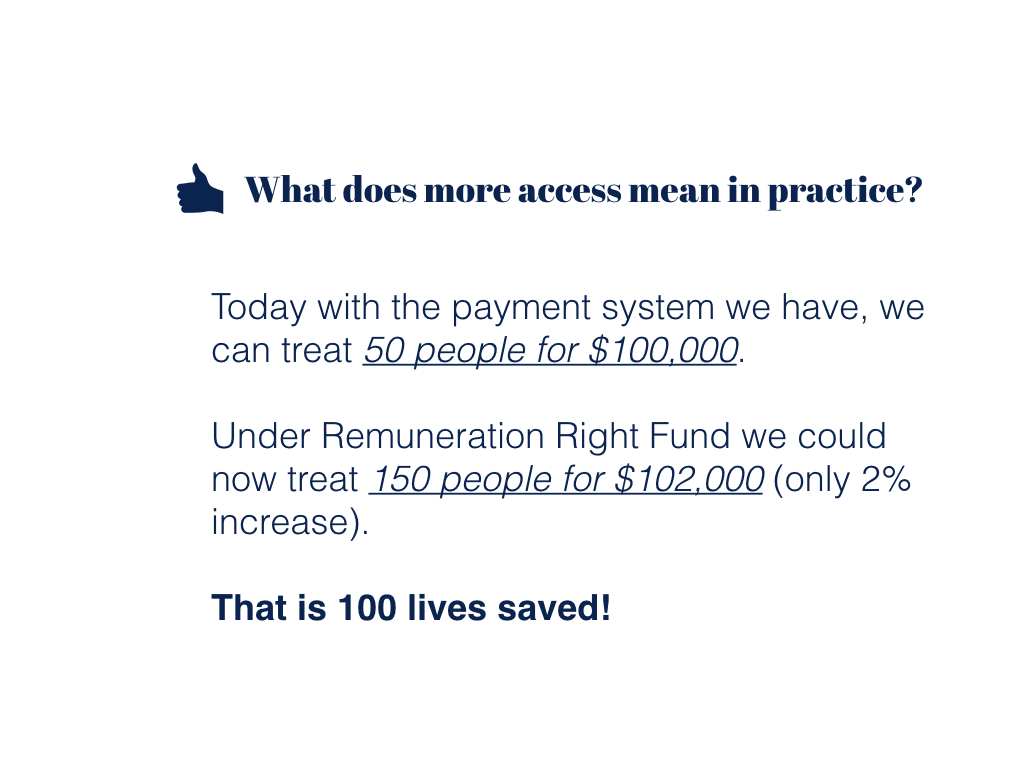 What does more access mean in practice?
Today with the payment system we have, we
can treat 50 people for $100,000.
Under Remuneration Right Fund we could
now treat 150 people for $102,000 (only 2%
increase).
That is 100 lives saved!